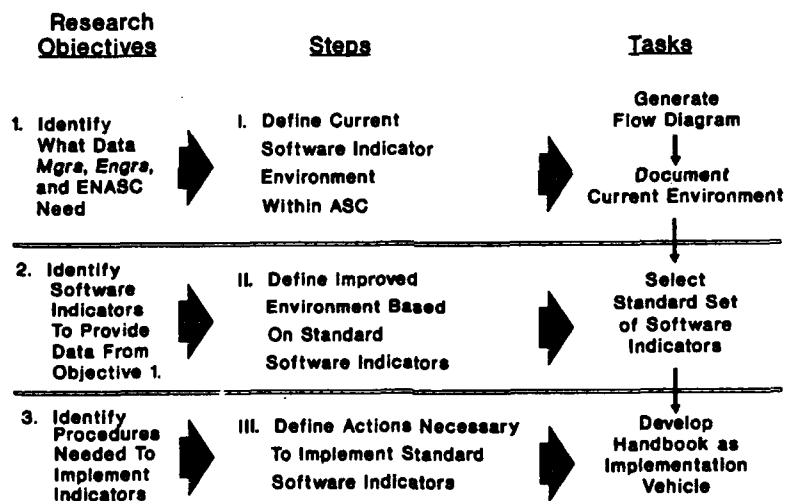 Research
Objectives
Steps
Tasks
1. Identify
What Data
Mgrs, Engrs,
and ENASC
Need
I. Define Current
Software Indicator
Environment
Within ASC
Generate
Flow Diagram
Document
Current Environment
2. Identify
Software
Indicators
To Provide
Data From
Objective 1.
II. Define Improved
Environment Based
On Standard
Software Indicators
Select
Standard Set
of Software
Indicators
3. Identify
Procedures
Needed To
Implement
Indicators
III. Define Actions Necessary
To Implement Standard
Software Indicators
Develop
Handbook as
Implementation
Vehicle